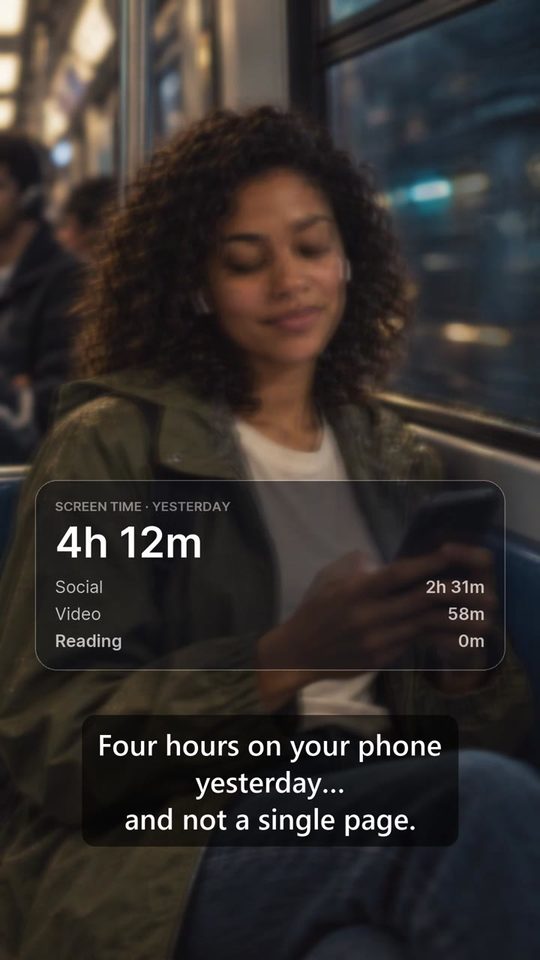 SCREEN TIME · YESTERDAY
4h 12m
Social 2h 31m
Video 58m
Reading 0m
Four hours on your phone
yesterday...
and not a single page.